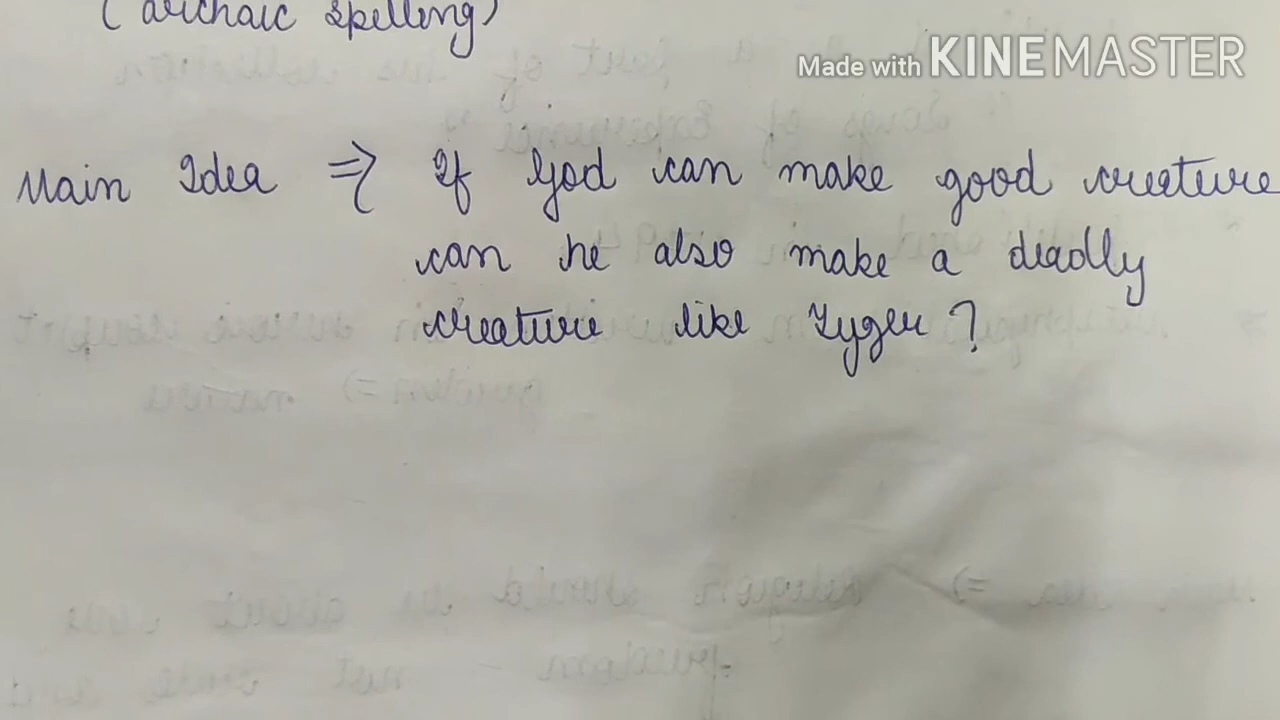 (archaic spelling)
Made with KINEMASTER
Main Idea => If God can make good creature
can he also make a deadly
creature like Tyger?